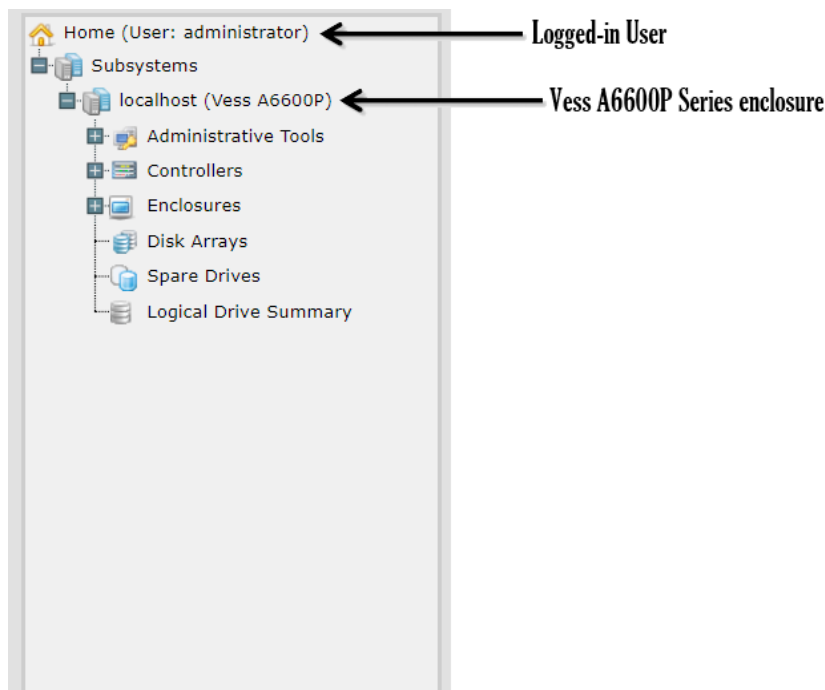 Home (User: administrator)
Logged-in User
Subsystems
localhost (Vess A6600P)
Vess A6600P Series enclosure
Administrative Tools
Controllers
Enclosures
Disk Arrays
Spare Drives
Logical Drive Summary